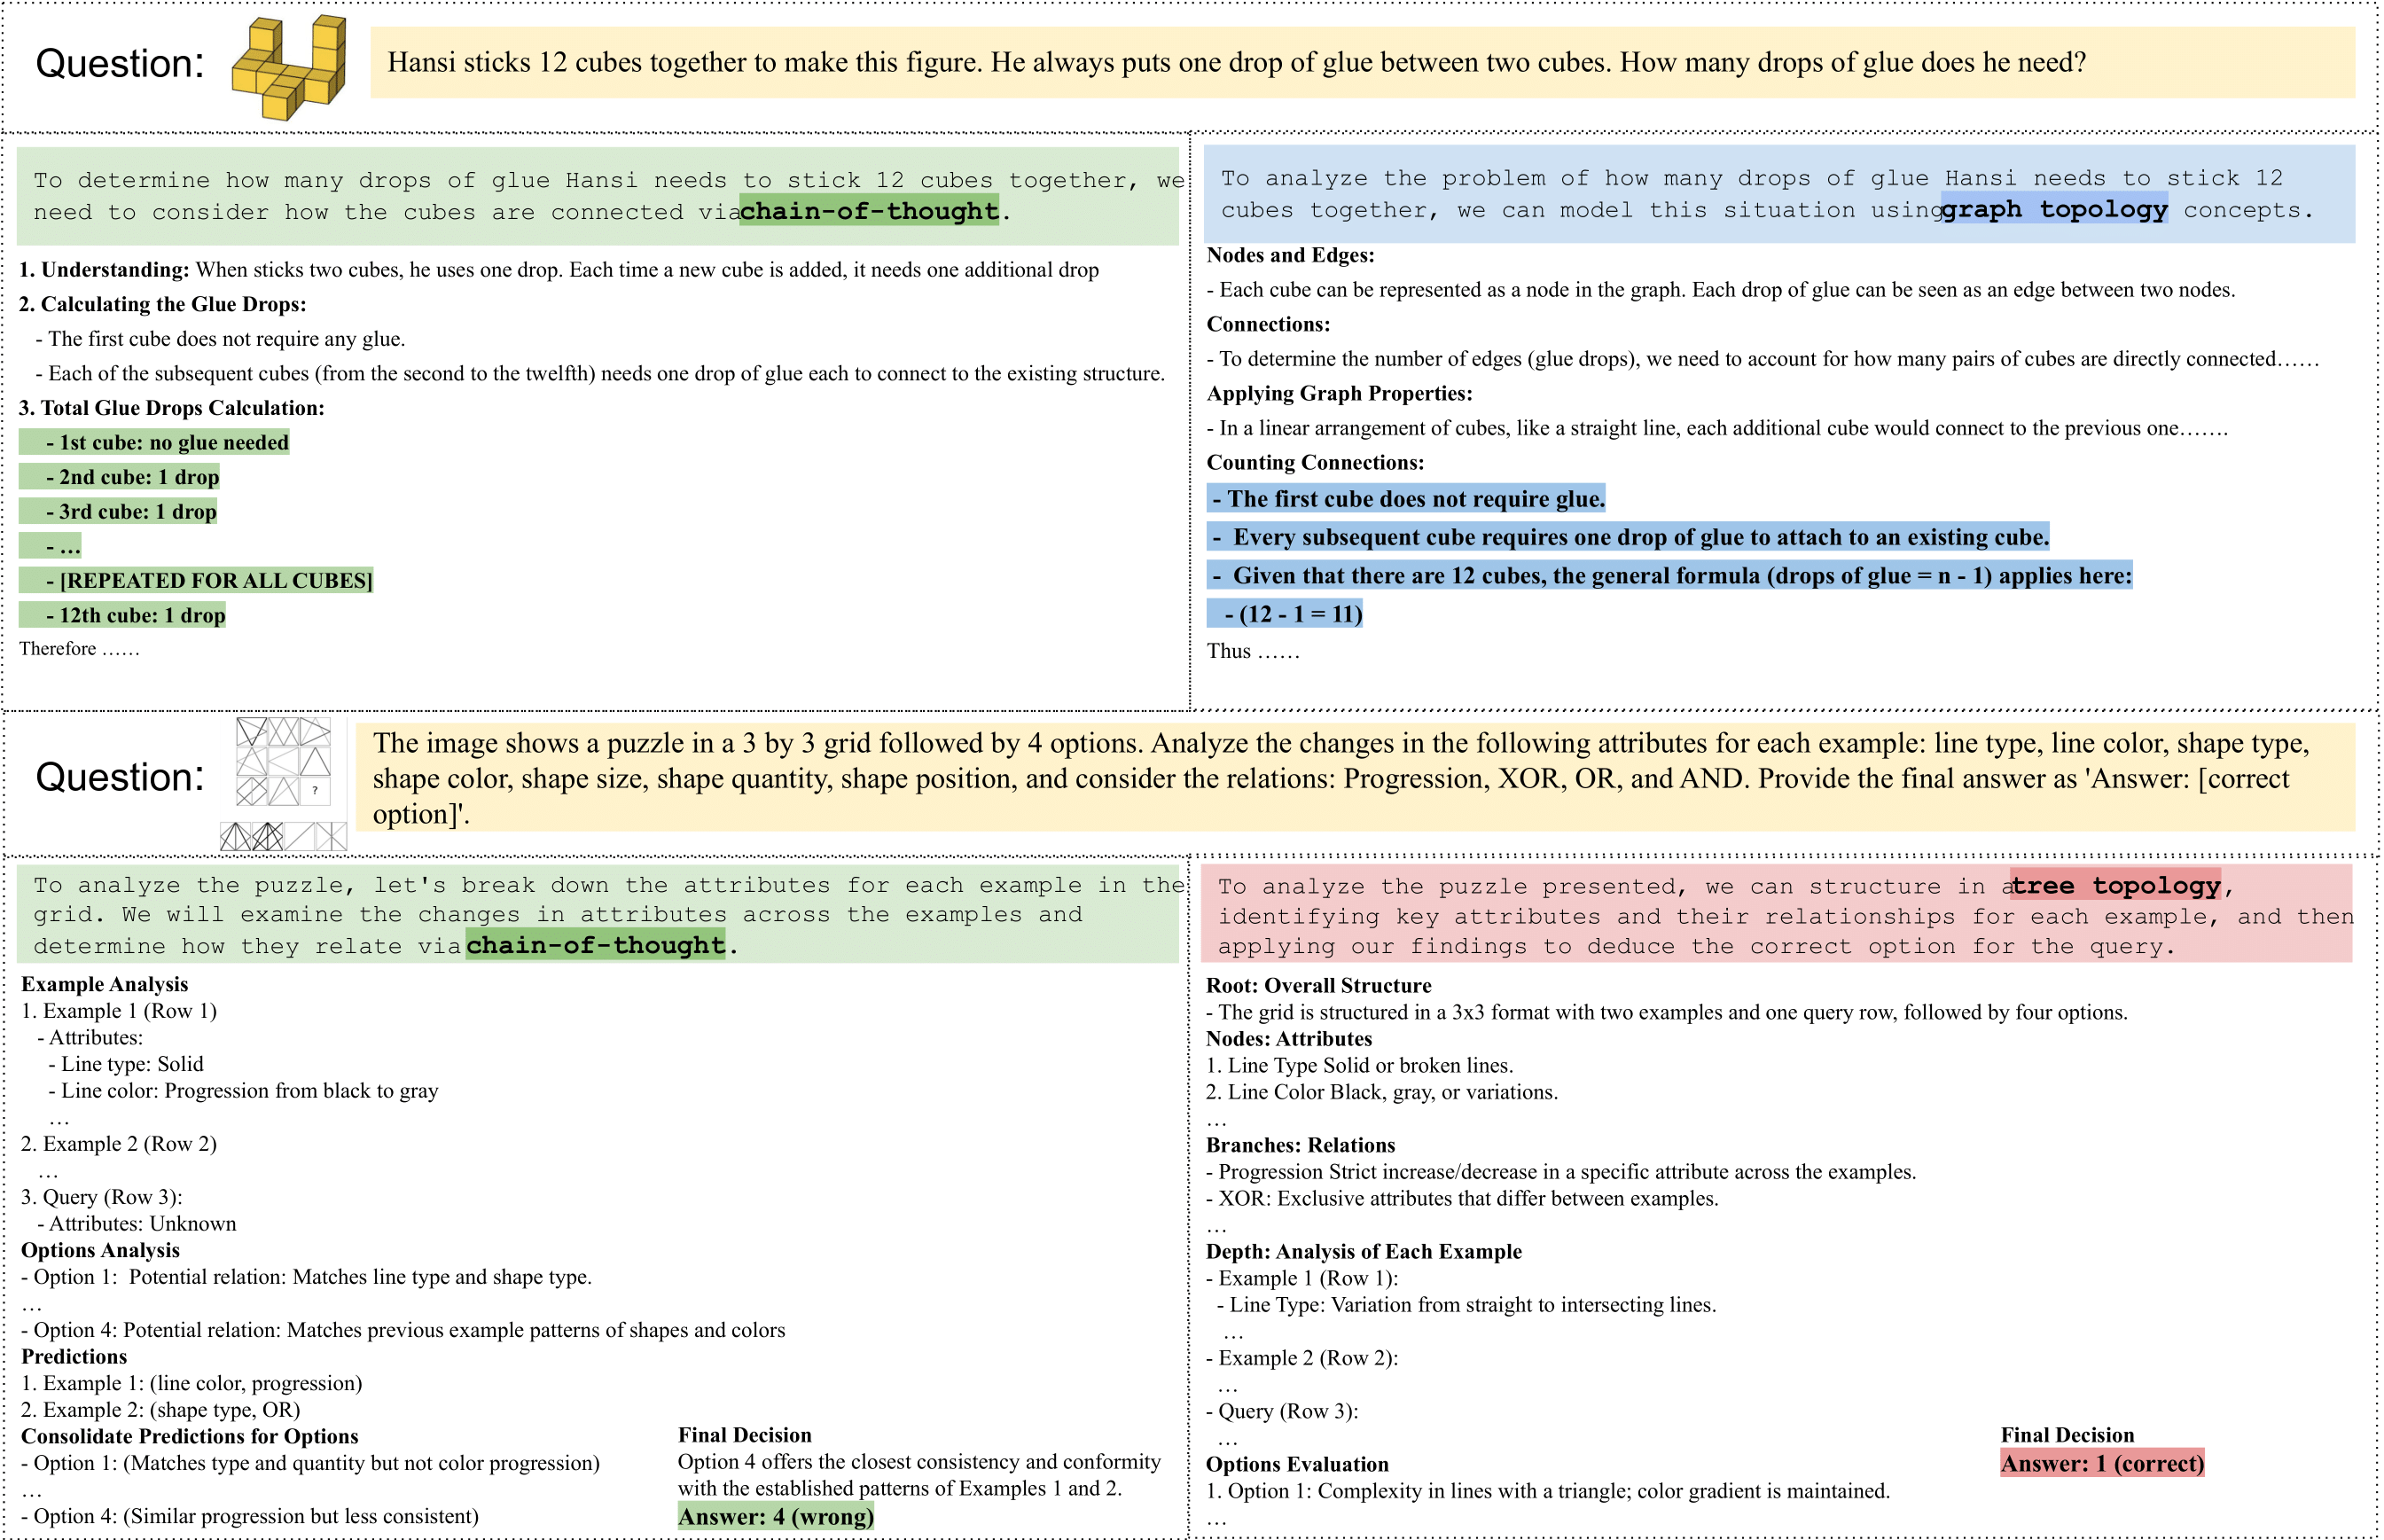 Question:
Hansi sticks 12 cubes together to make this figure. He always puts one drop of glue between two cubes. How many drops of glue does he need?
To determine how many drops of glue Hansi needs to stick 12 cubes together, we
need to consider how the cubes are connected via chain-of-thought.
1. Understanding: When sticks two cubes, he uses one drop. Each time a new cube is added, it needs one additional drop
2. Calculating the Glue Drops:
- The first cube does not require any glue.
- Each of the subsequent cubes (from the second to the twelfth) needs one drop of glue each to connect to the existing structure.
3. Total Glue Drops Calculation:
- 1st cube: no glue needed
- 2nd cube: 1 drop
- 3rd cube: 1 drop
- …
- [REPEATED FOR ALL CUBES]
- 12th cube: 1 drop
Therefore ……
To analyze the problem of how many drops of glue Hansi needs to stick 12
cubes together, we can model this situation using graph topology concepts.
Nodes and Edges:
- Each cube can be represented as a node in the graph. Each drop of glue can be seen as an edge between two nodes.
Connections:
- To determine the number of edges (glue drops), we need to account for how many pairs of cubes are directly connected……
Applying Graph Properties:
- In a linear arrangement of cubes, like a straight line, each additional cube would connect to the previous one…….
Counting Connections:
- The first cube does not require glue.
- Every subsequent cube requires one drop of glue to attach to an existing cube.
- Given that there are 12 cubes, the general formula (drops of glue = n - 1) applies here:
- (12 - 1 = 11)
Thus ……
Question:
?
The image shows a puzzle in a 3 by 3 grid followed by 4 options. Analyze the changes in the following attributes for each example: line type, line color, shape type,
shape color, shape size, shape quantity, shape position, and consider the relations: Progression, XOR, OR, and AND. Provide the final answer as 'Answer: [correct
option]'.
To analyze the puzzle, let's break down the attributes for each example in the
grid. We will examine the changes in attributes across the examples and
determine how they relate via chain-of-thought.
Example Analysis
1. Example 1 (Row 1)
- Attributes:
- Line type: Solid
- Line color: Progression from black to gray
…
2. Example 2 (Row 2)
…
3. Query (Row 3):
- Attributes: Unknown
Options Analysis
- Option 1: Potential relation: Matches line type and shape type.
…
- Option 4: Potential relation: Matches previous example patterns of shapes and colors
Predictions
1. Example 1: (line color, progression)
2. Example 2: (shape type, OR)
Consolidate Predictions for Options
- Option 1: (Matches type and quantity but not color progression)
…
- Option 4: (Similar progression but less consistent)
Final Decision
Option 4 offers the closest consistency and conformity
with the established patterns of Examples 1 and 2.
Answer: 4 (wrong)
To analyze the puzzle presented, we can structure in a tree topology,
identifying key attributes and their relationships for each example, and then
applying our findings to deduce the correct option for the query.
Root: Overall Structure
- The grid is structured in a 3x3 format with two examples and one query row, followed by four options.
Nodes: Attributes
1. Line Type Solid or broken lines.
2. Line Color Black, gray, or variations.
…
Branches: Relations
- Progression Strict increase/decrease in a specific attribute across the examples.
- XOR: Exclusive attributes that differ between examples.
…
Depth: Analysis of Each Example
- Example 1 (Row 1):
- Line Type: Variation from straight to intersecting lines.
…
- Example 2 (Row 2):
…
- Query (Row 3):
…
Options Evaluation
1. Option 1: Complexity in lines with a triangle; color gradient is maintained.
…
Final Decision
Answer: 1 (correct)